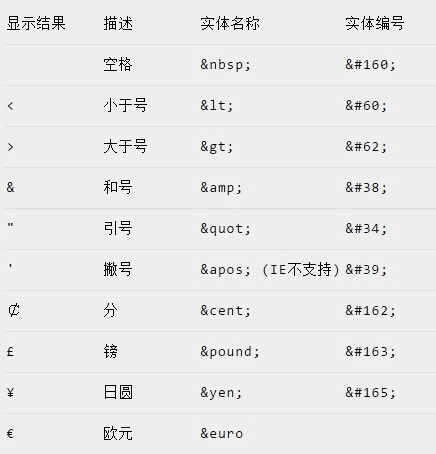 显示结果 描述 实体名称 实体编号
空格 &nbsp; &#160;
< 小于号 &lt; &#60;
> 大于号 &gt; &#62;
& 和号 &amp; &#38;
" 引号 &quot; &#34;
' 撇号 &apos; (IE不支持) &#39;
₡ 分 &cent; &#162;
£ 镑 &pound; &#163;
¥ 日圆 &yen; &#165;
€ 欧元 &euro